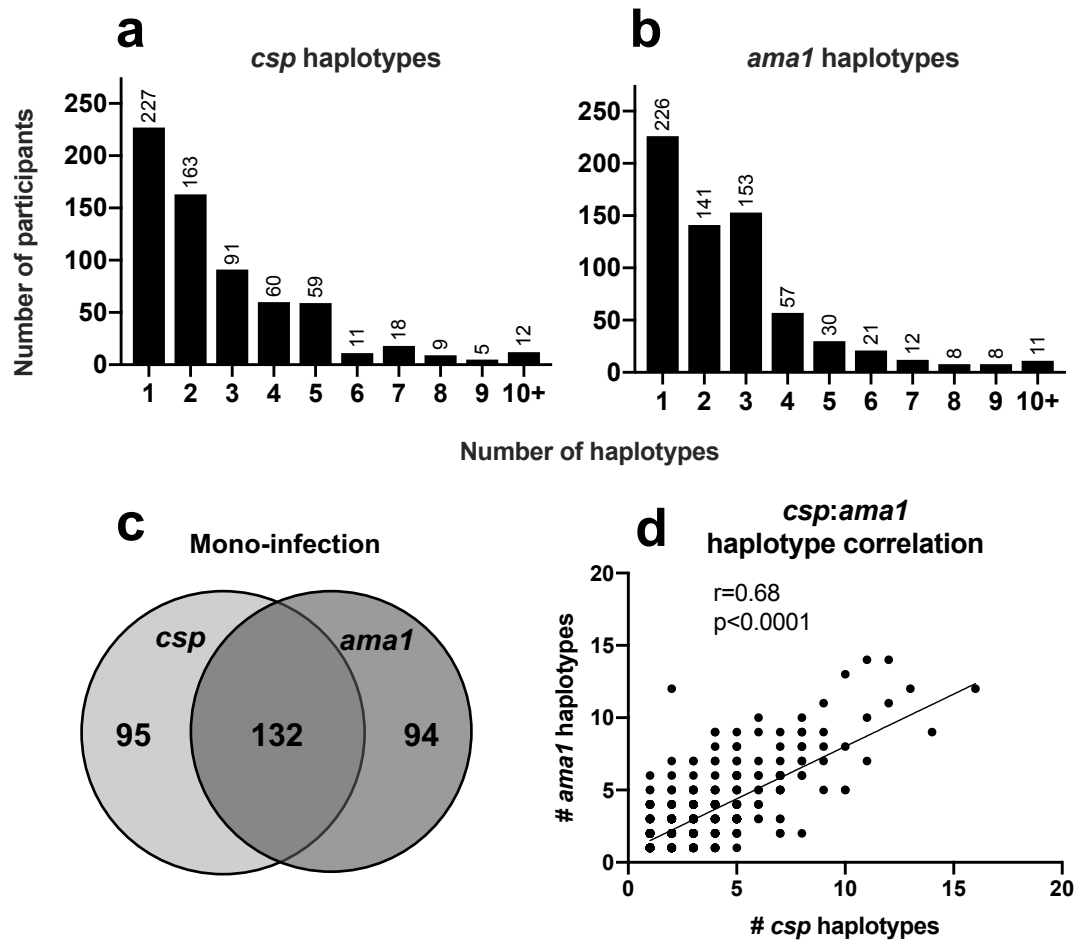 a
csp haplotypes
Number of participants
250
200
150
100
50
0
227
163
91
60
59
11
18
9
5
12
1 2 3 4 5 6 7 8 9 10+
b
ama1 haplotypes
250
200
150
100
50
0
226
141
153
57
30
21
12
8
8
11
1 2 3 4 5 6 7 8 9 10+
Number of haplotypes
c
Mono-infection
csp ama1
95 132 94
d
csp:ama1
haplotype correlation
r=0.68
p<0.0001
# ama1 haplotypes
20
15
10
5
0
0 5 10 15 20
# csp haplotypes